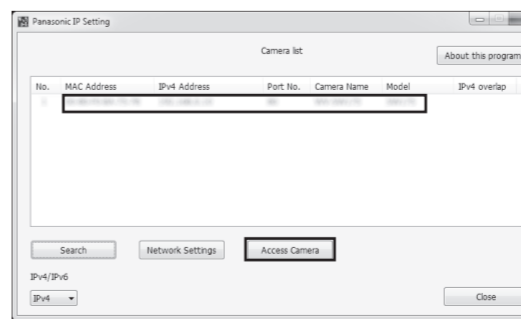 Panasonic IP Setting
Camera list
About this program
No. MAC Address IPv4 Address Port No. Camera Name Model IPv4 overlap
Search Network Settings Access Camera
IPv4/IPv6
IPv4
Close